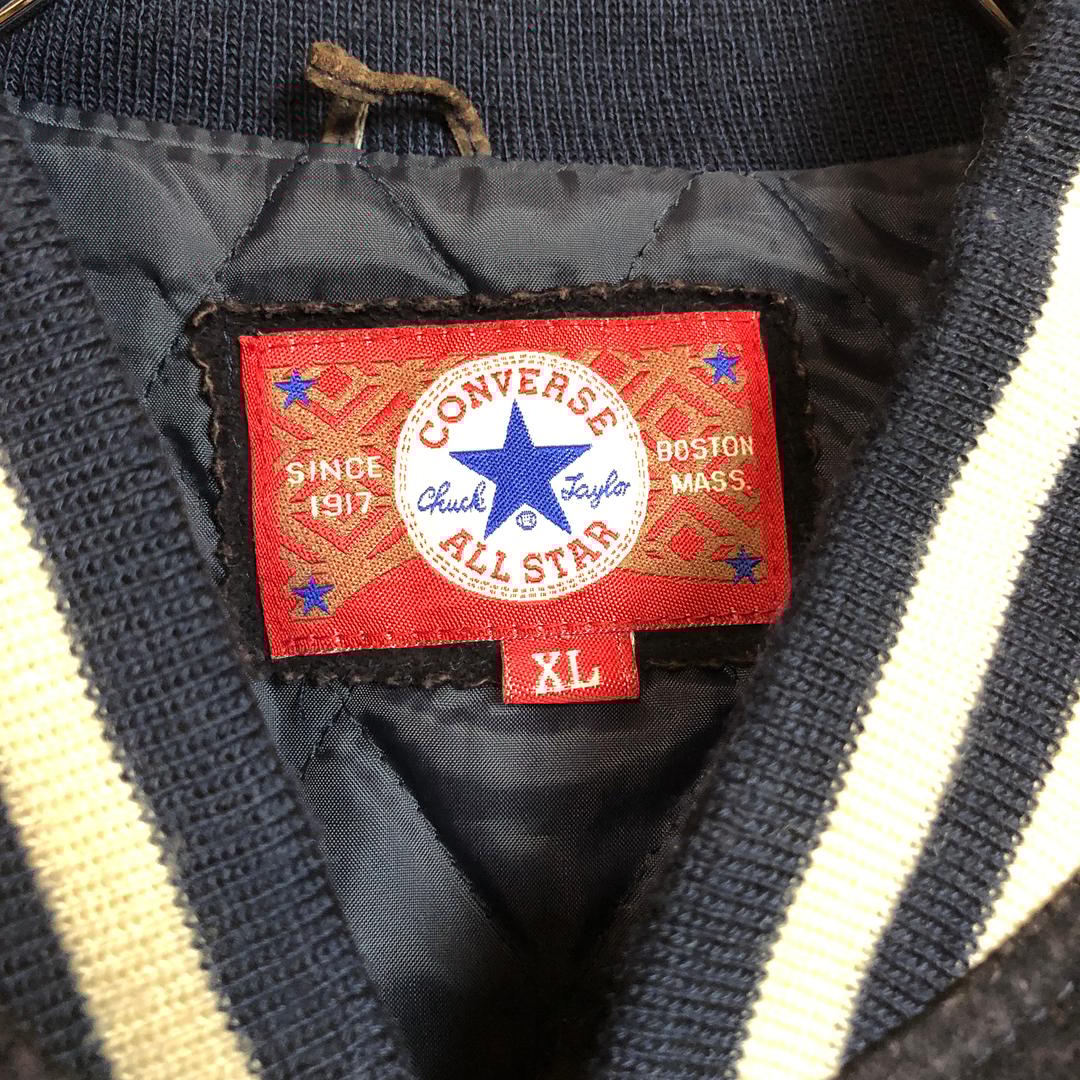 CONVERSE
SINCE
1917
Chuck Taylor
BOSTON
MASS.
ALL STAR
XL